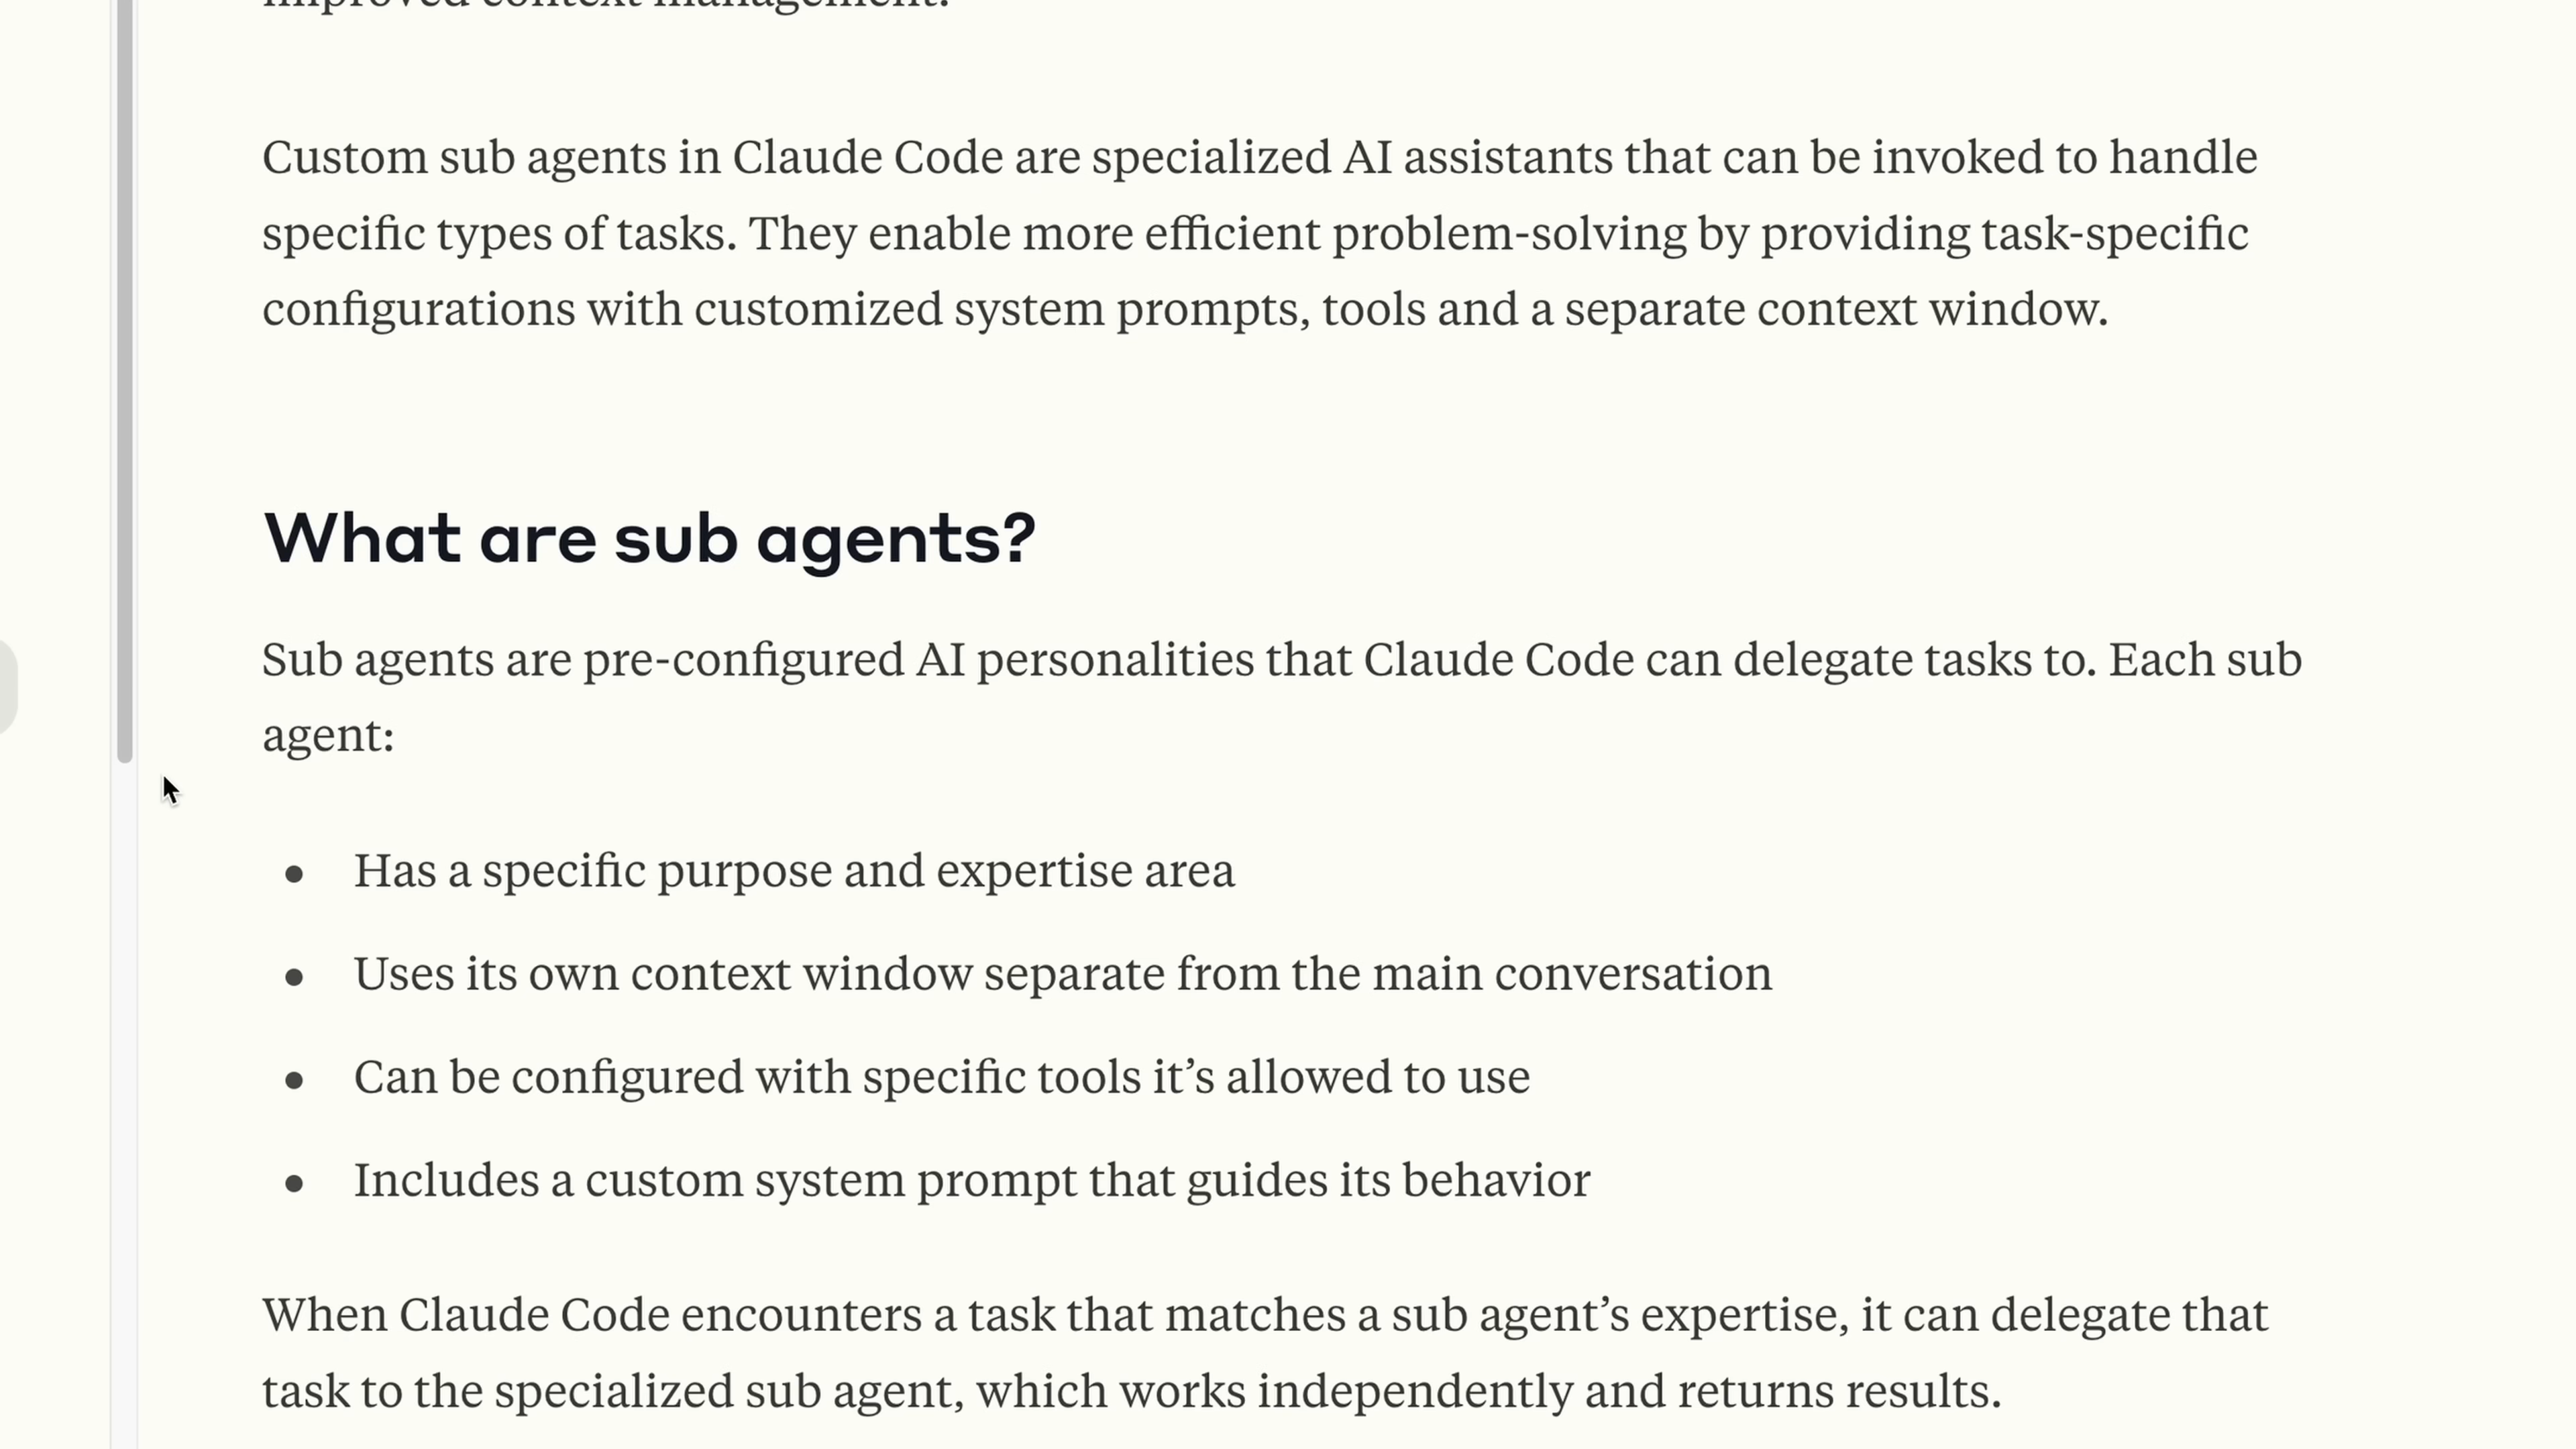 improved context management.
Custom sub agents in Claude Code are specialized AI assistants that can be invoked to handle
specific types of tasks. They enable more efficient problem-solving by providing task-specific
configurations with customized system prompts, tools and a separate context window.
What are sub agents?
Sub agents are pre-configured AI personalities that Claude Code can delegate tasks to. Each sub
agent:
• Has a specific purpose and expertise area
• Uses its own context window separate from the main conversation
• Can be configured with specific tools it’s allowed to use
• Includes a custom system prompt that guides its behavior
When Claude Code encounters a task that matches a sub agent’s expertise, it can delegate that
task to the specialized sub agent, which works independently and returns results.